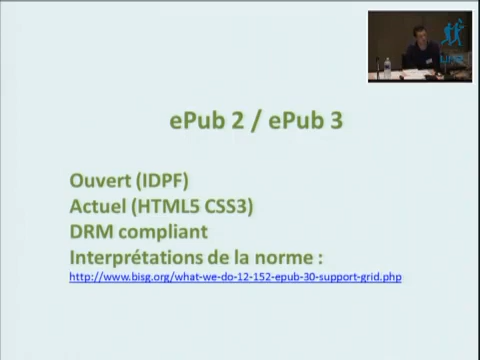 ePub 2 / ePub 3
Ouvert (IDPF)
Actuel (HTML5 CSS3)
DRM compliant
Interprétations de la norme :
http://www.bisg.org/what-we-do-12-152-epub-30-support-grid.php